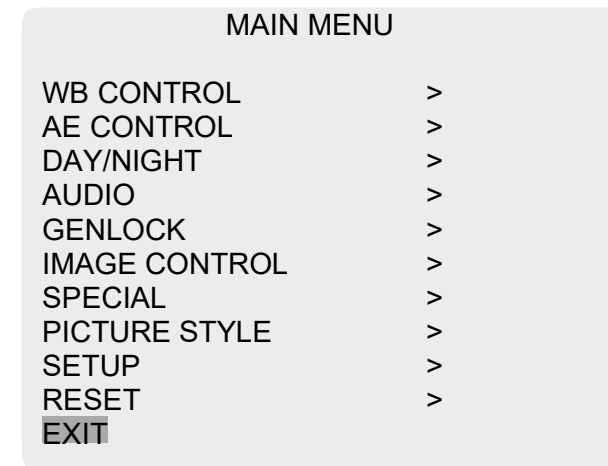 MAIN MENU
WB CONTROL >
AE CONTROL >
DAY/NIGHT >
AUDIO >
GENLOCK >
IMAGE CONTROL >
SPECIAL >
PICTURE STYLE >
SETUP >
RESET >
EXIT